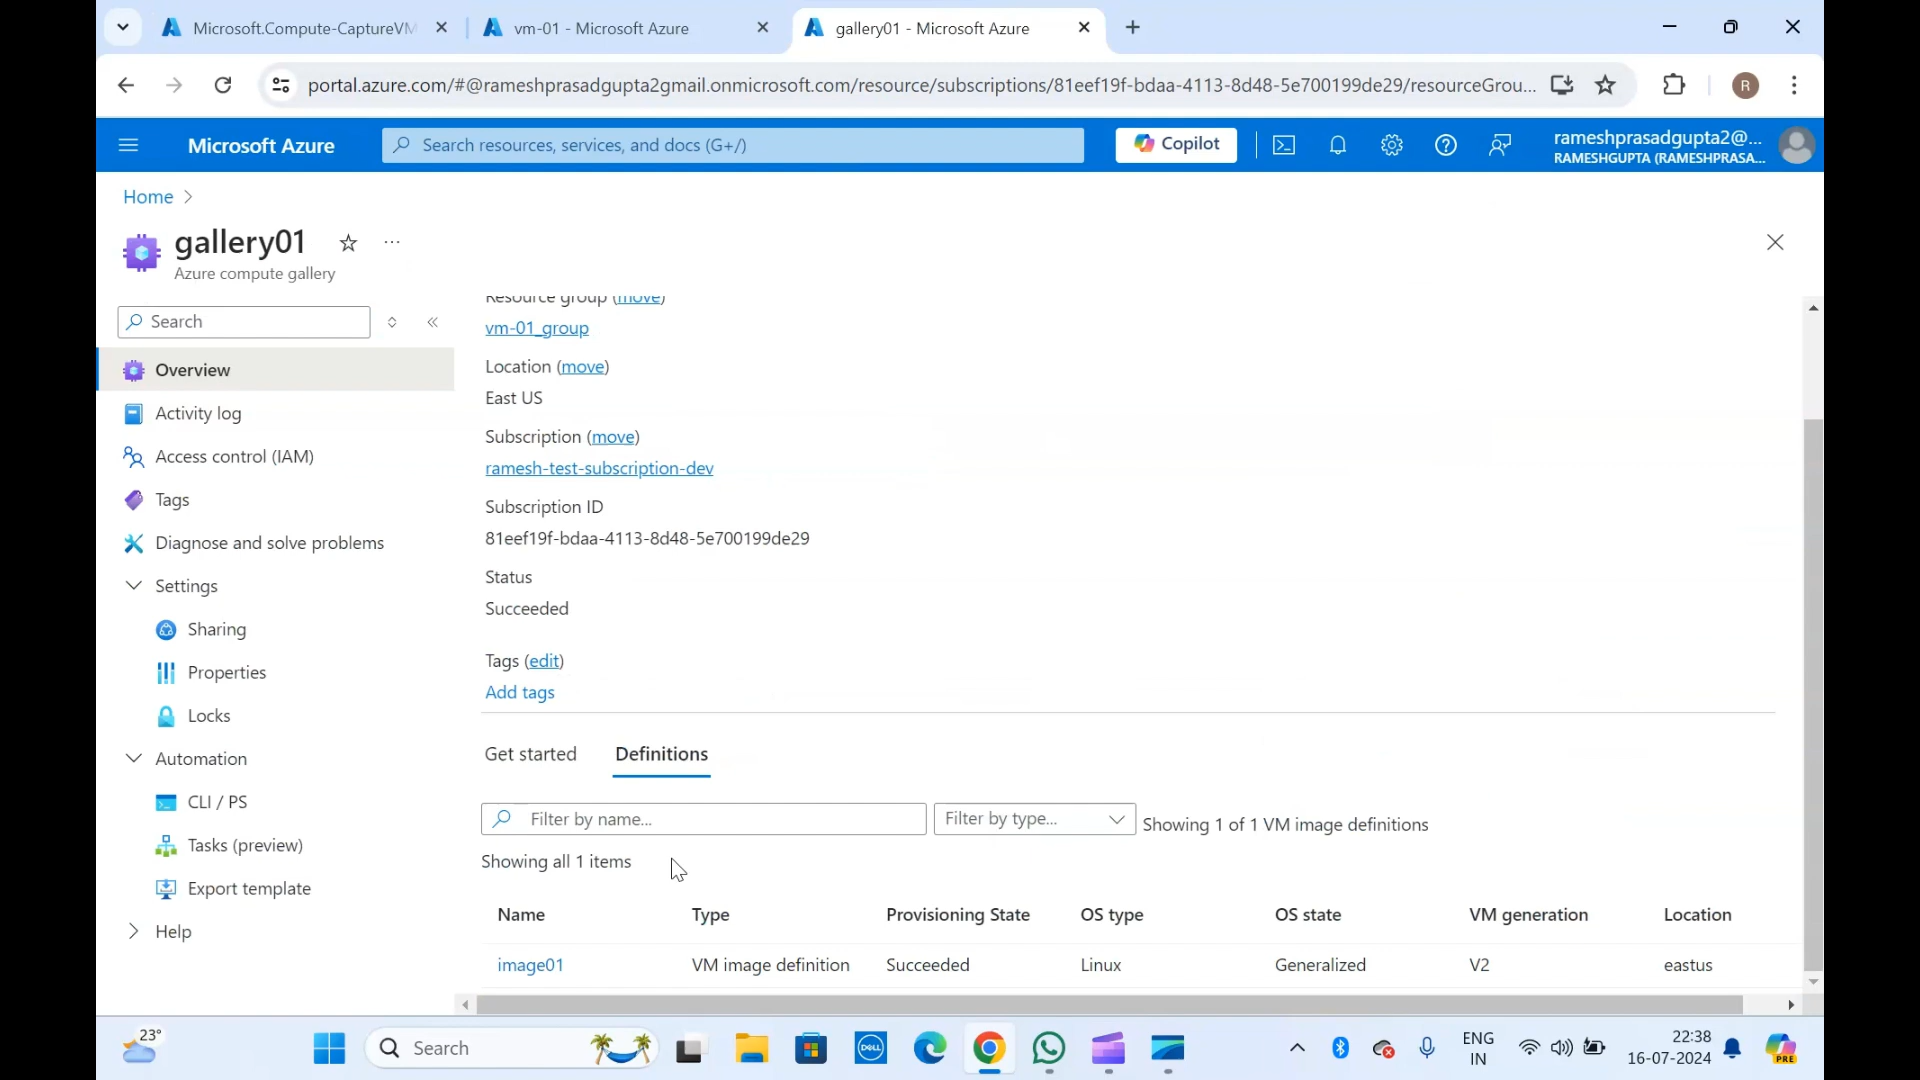 Microsoft.Compute-CaptureVM
vm-01 - Microsoft Azure
gallery01 - Microsoft Azure
portal.azure.com/#@rameshprasadgupta2gmail.onmicrosoft.com/resource/subscriptions/81eef19f-bdaa-4113-8d48-5e700199de29/resourceGrou...
R
Microsoft Azure
Search resources, services, and docs (G+/)
Copilot
rameshprasadgupta2@...
RAMESHGUPTA (RAMESHPRASA...
Home
gallery01
Azure compute gallery
Search
Overview
Activity log
Access control (IAM)
Tags
Diagnose and solve problems
Settings
Sharing
Properties
Locks
Automation
CLI / PS
Tasks (preview)
Export template
Help
Resource group (move)
vm-01_group
Location (move)
East US
Subscription (move)
ramesh-test-subscription-dev
Subscription ID
81eef19f-bdaa-4113-8d48-5e700199de29
Status
Succeeded
Tags (edit)
Add tags
Get started
Definitions
Filter by name...
Filter by type...
Showing 1 of 1 VM image definitions
Showing all 1 items
Name Type Provisioning State OS type OS state VM generation Location
image01 VM image definition Succeeded Linux Generalized V2 eastus
23°
Search
DELL
ENG
IN
22:38
16-07-2024
PRE